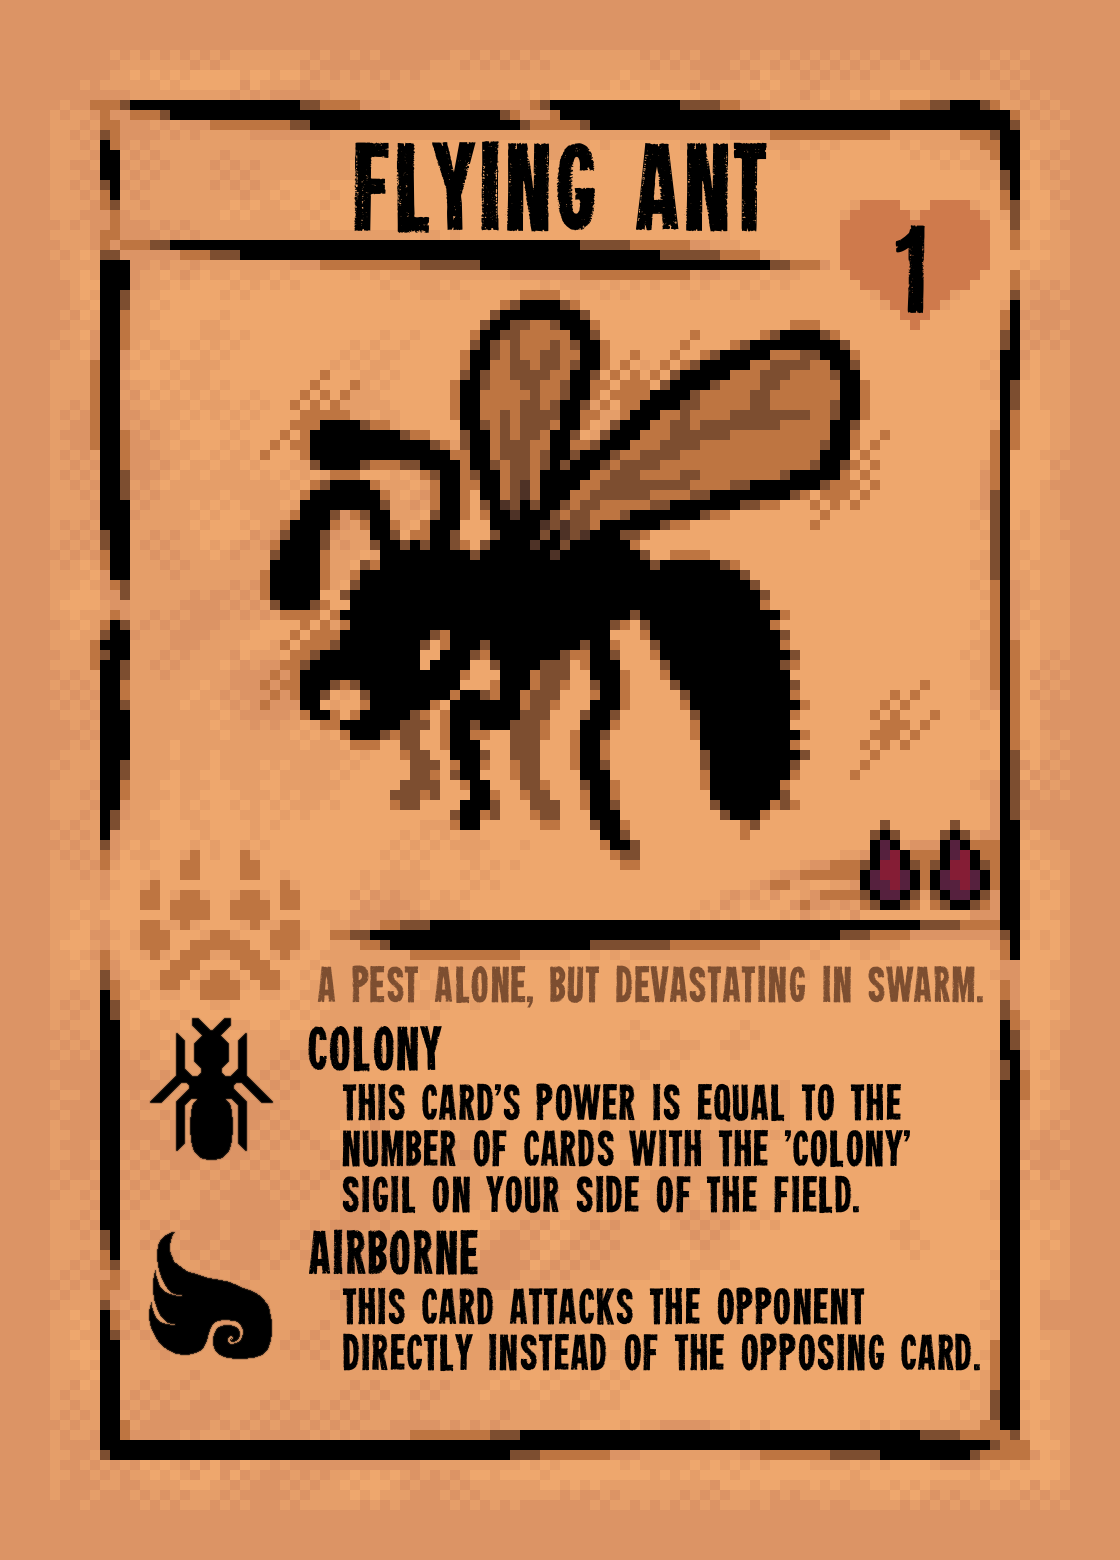 FLYING ANT
1
A PEST ALONE, BUT DEVASTATING IN SWARM.
COLONY
THIS CARD'S POWER IS EQUAL TO THE
NUMBER OF CARDS WITH THE 'COLONY'
SIGIL ON YOUR SIDE OF THE FIELD.
AIRBORNE
THIS CARD ATTACKS THE OPPONENT
DIRECTLY INSTEAD OF THE OPPOSING CARD.